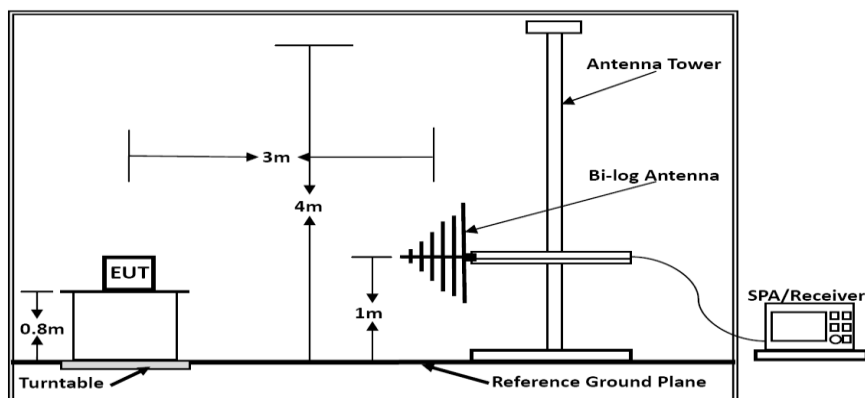 Antenna Tower
3m
Bi-log Antenna
4m
EUT
SPA/Receiver
0.8m
1m
Turntable
Reference Ground Plane